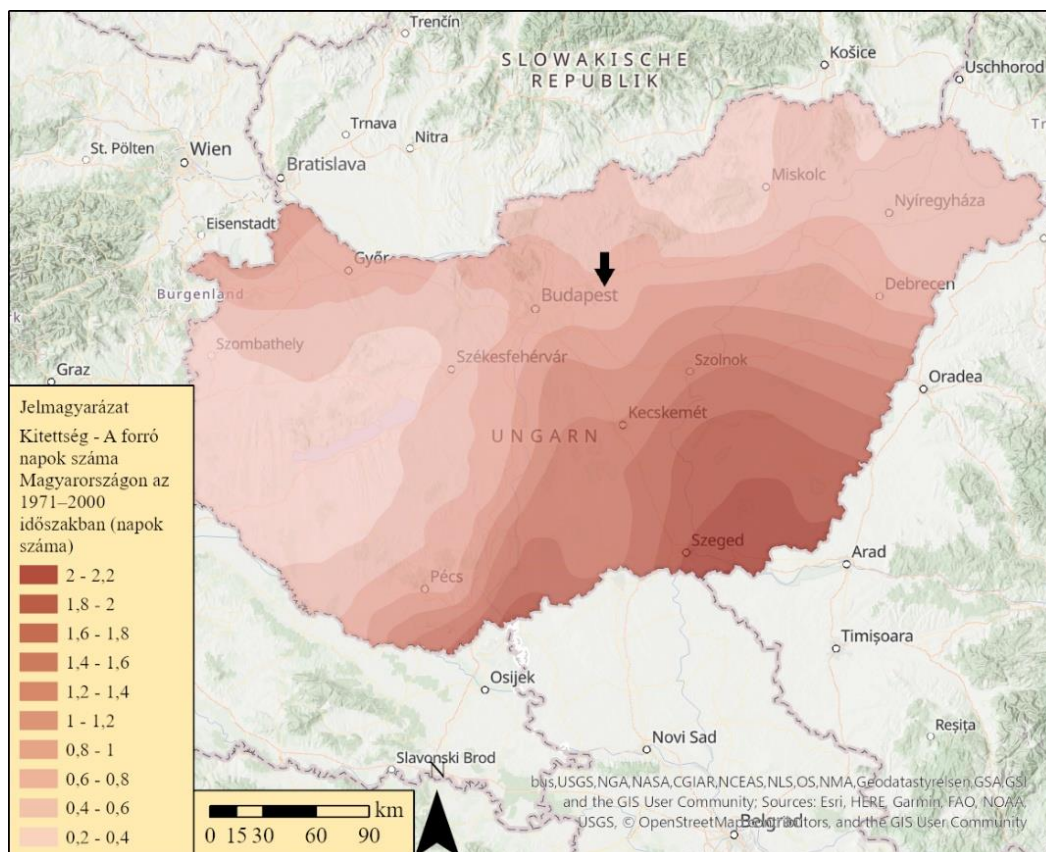 Trenčín
SLOWAKISCHE
REPUBLIK
Košice
Uschhorod
Trnava
Nitra
St. Pölten
Wien
Bratislava
Miskolc
Nyíregyháza
Eisenstadt
Győr
Burgenland
Budapest
Debrecen
Szombathely
Székesfehérvár
Szolnok
Graz
Oradea
Kecskemét
UNGARN
Szeged
Arad
Pécs
Timișoara
Osijek
Novi Sad
Reșița
Slavonski Brod
Belgrad
Jelmagyarázat
Kitettség - A forró
napok száma
Magyarországon az
1971–2000
időszakban (napok
száma)
2 - 2,2
1,8 - 2
1,6 - 1,8
1,4 - 1,6
1,2 - 1,4
1 - 1,2
0,8 - 1
0,6 - 0,8
0,4 - 0,6
0,2 - 0,4
km
0 15 30 60 90
N
bus,USGS,NGA,NASA,CGIAR,NCEAS,NLS,OS,NMA,Geodatastyrelsen,GSA,GSI
and the GIS User Community; Sources: Esri, HERE, Garmin, FAO, NOAA,
USGS, © OpenStreetMap contributors, and the GIS User Community